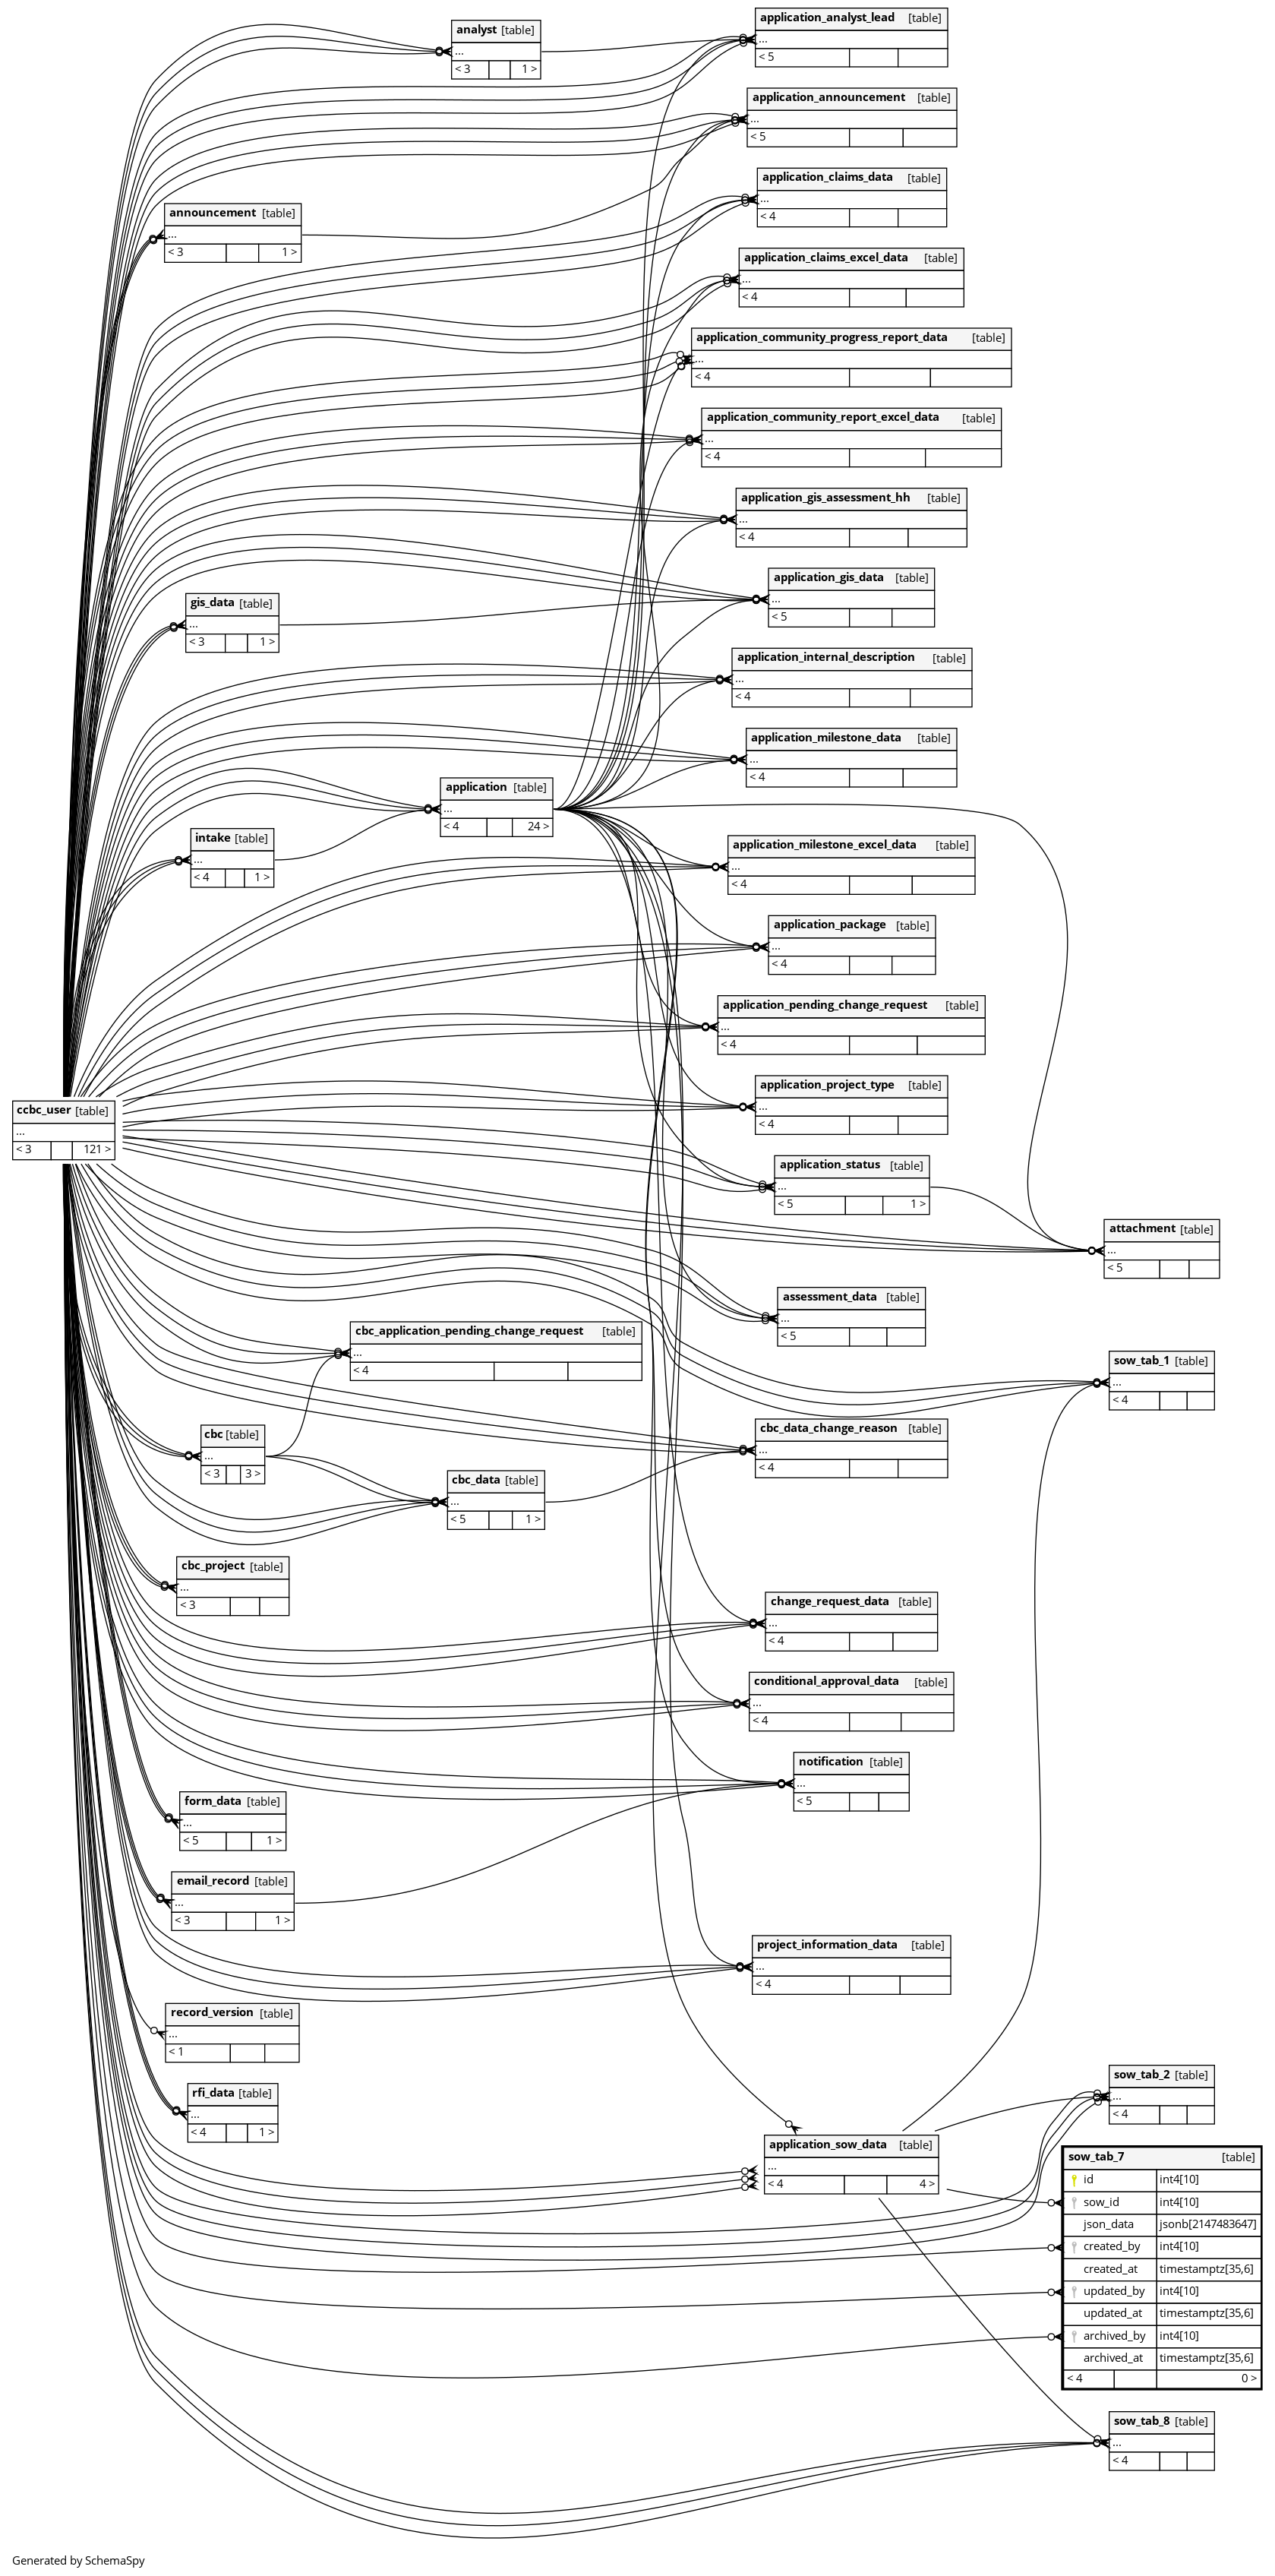 analyst [table]
...
< 3 1 >
application_analyst_lead [table]
...
< 5
application_announcement [table]
...
< 5
application_claims_data [table]
...
< 4
announcement [table]
...
< 3 1 >
application_claims_excel_data [table]
...
< 4
application_community_progress_report_data [table]
...
< 4
application_community_report_excel_data [table]
...
< 4
application_gis_assessment_hh [table]
...
< 4
application_gis_data [table]
...
< 5
gis_data [table]
...
< 3 1 >
application_internal_description [table]
...
< 4
application_milestone_data [table]
...
< 4
application [table]
...
< 4 24 >
intake [table]
...
< 4 1 >
application_milestone_excel_data [table]
...
< 4
application_package [table]
...
< 4
application_pending_change_request [table]
...
< 4
application_project_type [table]
...
< 4
ccbc_user [table]
...
< 3 121 >
application_status [table]
...
< 5 1 >
attachment [table]
...
< 5
assessment_data [table]
...
< 5
cbc_application_pending_change_request [table]
...
< 4
sow_tab_1 [table]
...
< 4
cbc [table]
...
< 3 3 >
cbc_data_change_reason [table]
...
< 4
cbc_data [table]
...
< 5 1 >
cbc_project [table]
...
< 3
change_request_data [table]
...
< 4
conditional_approval_data [table]
...
< 4
notification [table]
...
< 5
form_data [table]
...
< 5 1 >
email_record [table]
...
< 3 1 >
project_information_data [table]
...
< 4
record_version [table]
...
< 1
rfi_data [table]
...
< 4 1 >
sow_tab_2 [table]
...
< 4
application_sow_data [table]
...
< 4 4 >
sow_tab_7 [table]
id int4[10]
sow_id int4[10]
json_data jsonb[2147483647]
created_by int4[10]
created_at timestamptz[35,6]
updated_by int4[10]
updated_at timestamptz[35,6]
archived_by int4[10]
archived_at timestamptz[35,6]
< 4 0 >
sow_tab_8 [table]
...
< 4
Generated by SchemaSpy